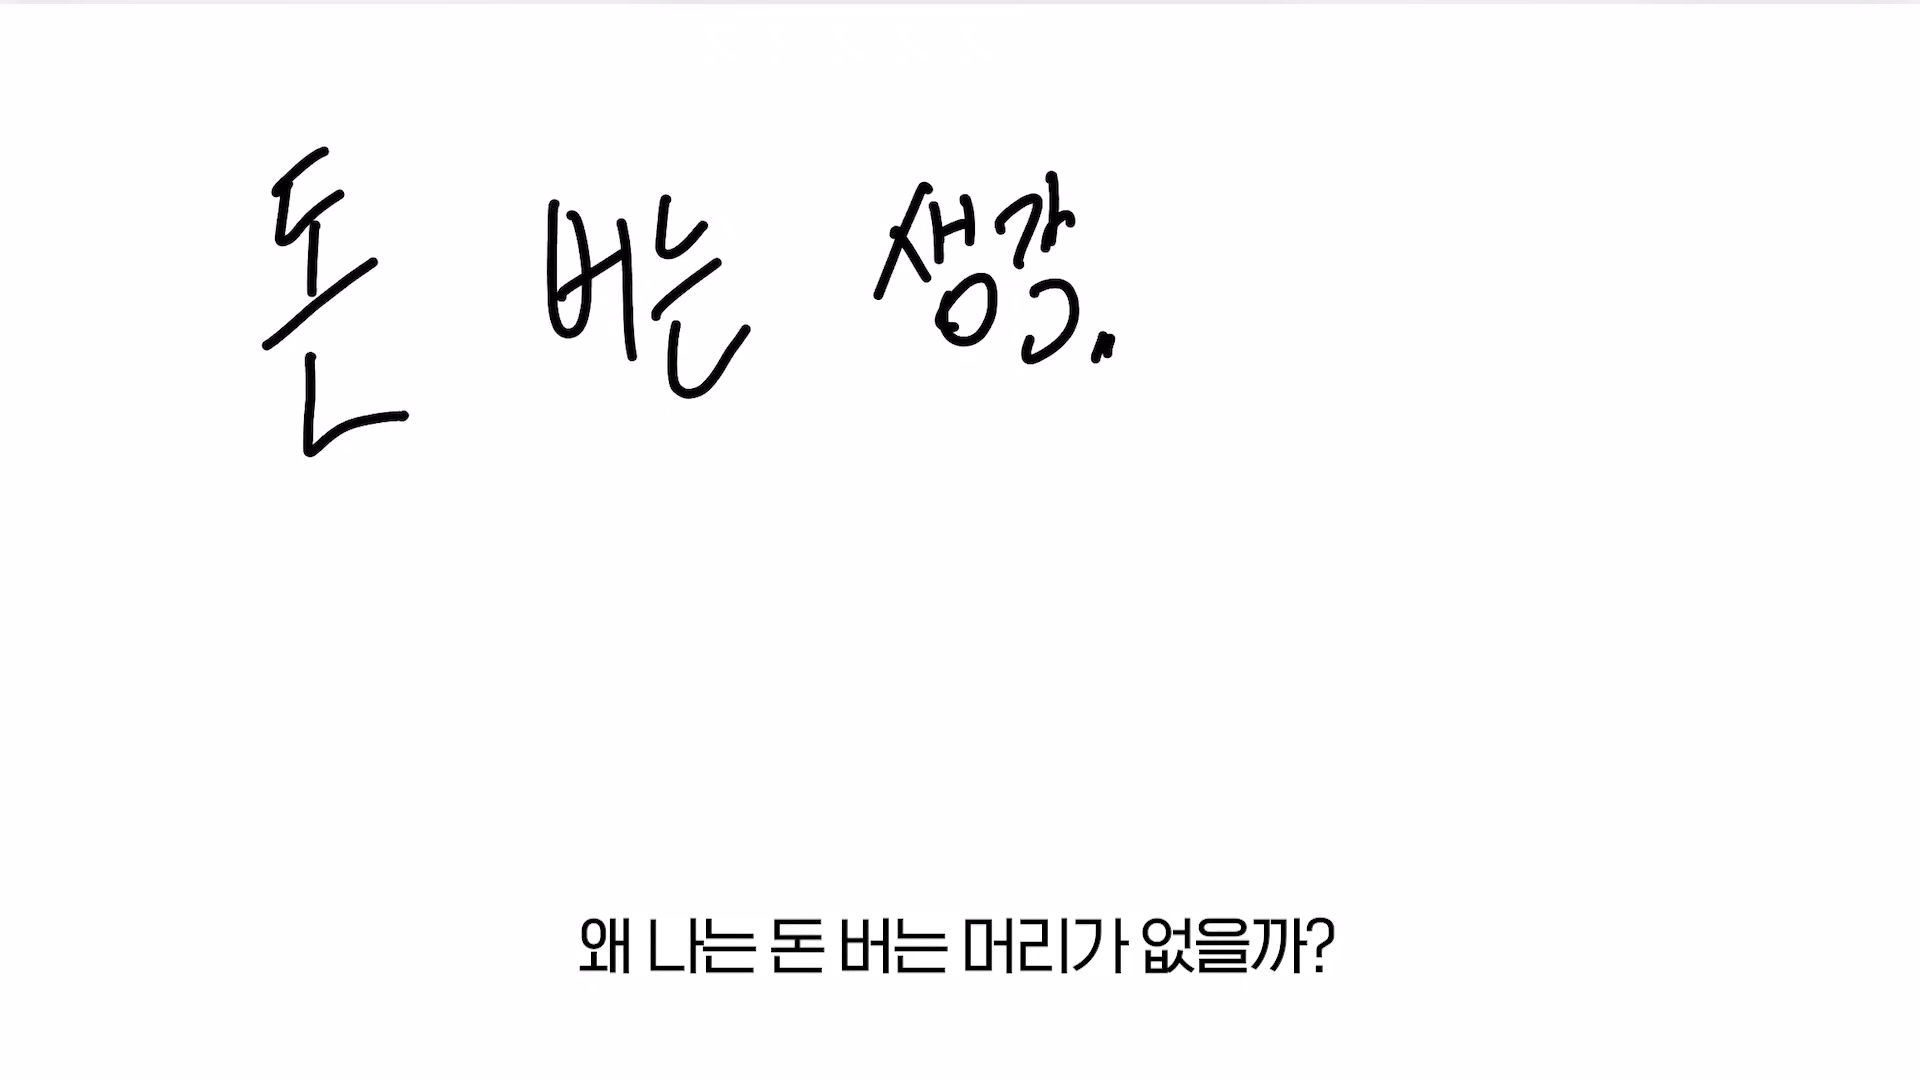 돈 버는 생각.
왜 나는 돈 버는 머리가 없을까?